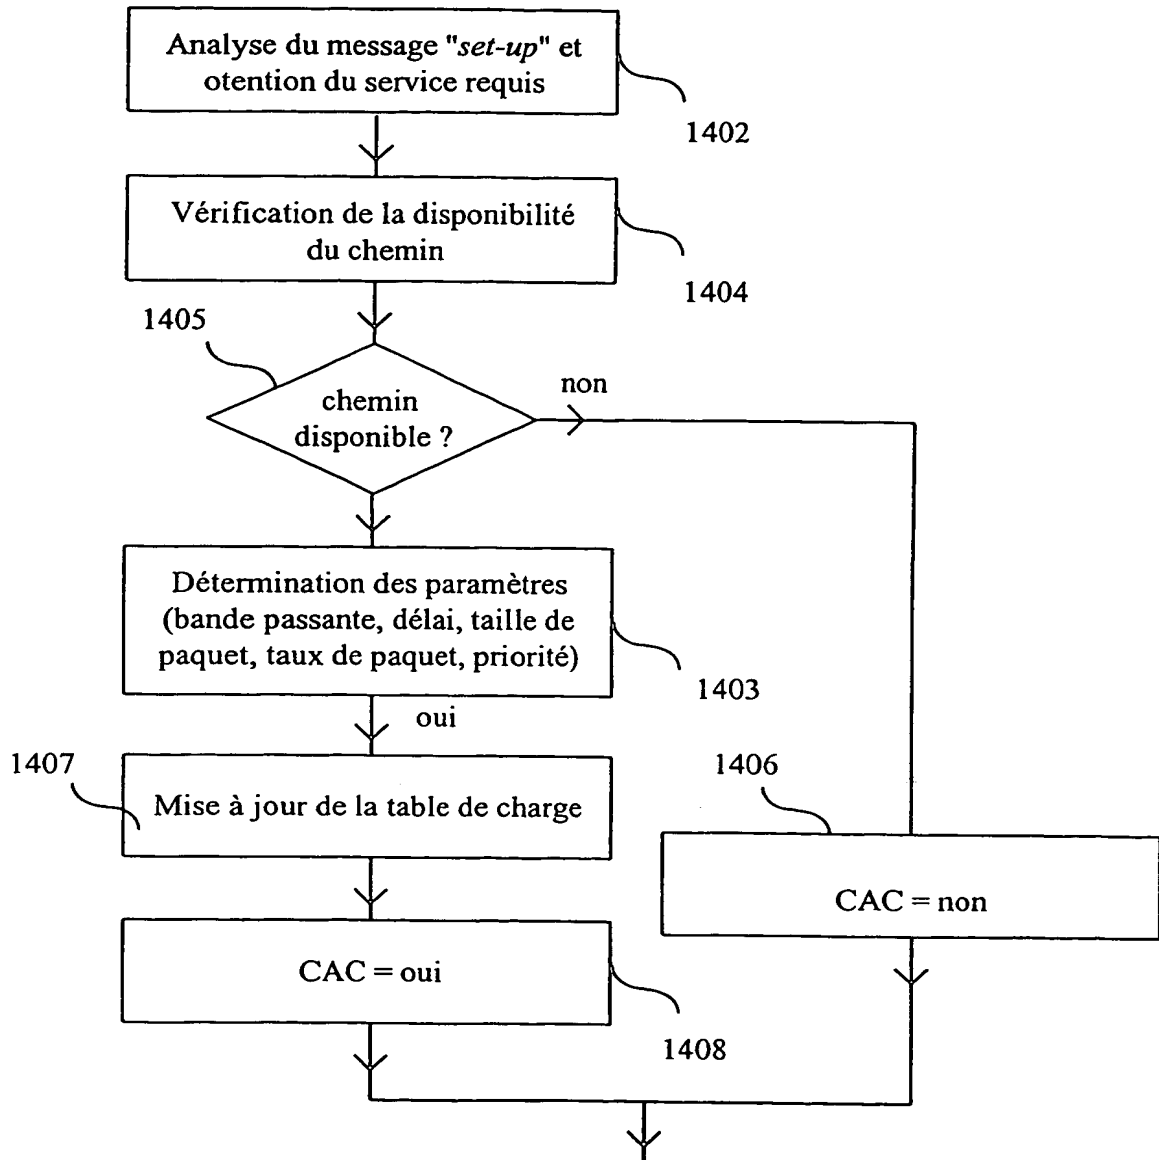 Analyse du message "set-up" et
otention du service requis
1402
Vérification de la disponibilité
du chemin
1404
1405
chemin
disponible ?
non
Détermination des paramètres
(bande passante, délai, taille de
paquet, taux de paquet, priorité)
1403
oui
1407
Mise à jour de la table de charge
1406
CAC = non
CAC = oui
1408